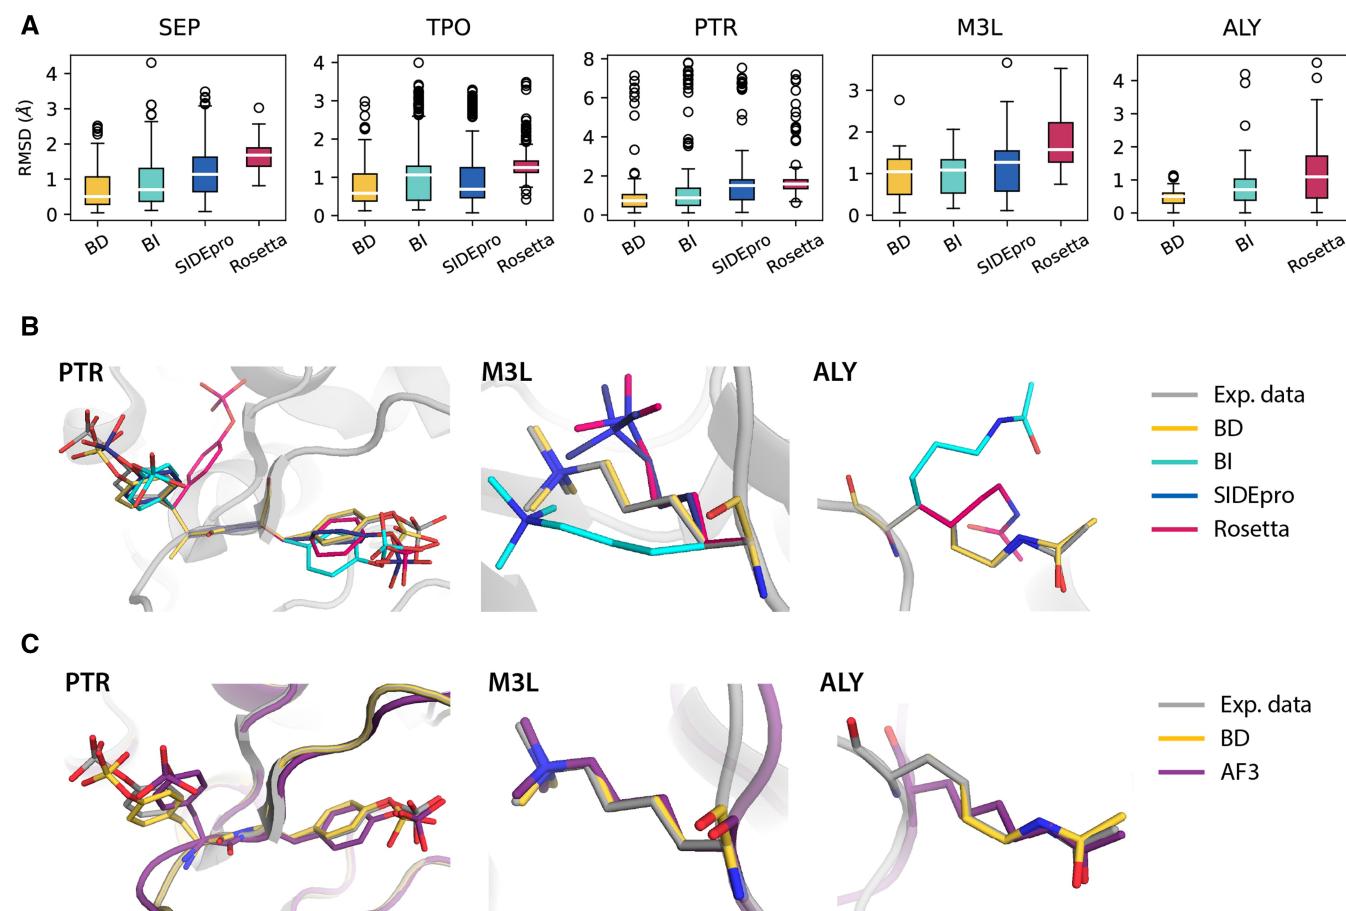 A
SEP
TPO
PTR
M3L
ALY
RMSD (Å)
4
3
2
1
0
4
3
2
1
0
8
6
4
2
0
3
2
1
0
4
3
2
1
0
BD
BI
SIDEpro
Rosetta
BD
BI
SIDEpro
Rosetta
BD
BI
SIDEpro
Rosetta
BD
BI
SIDEpro
Rosetta
BD
BI
Rosetta
B
PTR
M3L
ALY
Exp. data
BD
BI
SIDEpro
Rosetta
C
PTR
M3L
ALY
Exp. data
BD
AF3